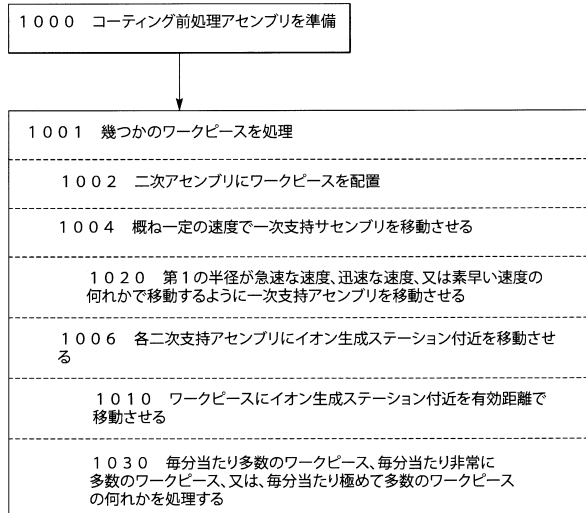 1000 コーティング前処理アセンブリを準備
1001 幾つかのワークピースを処理
1002 二次アセンブリにワークピースを配置
1004 概ね一定の速度で一次支持サセンブリを移動させる
1020 第1の半径が急速な速度、迅速な速度、又は素早い速度の
何れかで移動するように一次支持アセンブリを移動させる
1006 各二次支持アセンブリにイオン生成ステーション付近を移動させ
る
1010 ワークピースにイオン生成ステーション付近を有効距離で
移動させる
1030 毎分当たり多数のワークピース、毎分当たり非常に
多数のワークピース、又は、毎分当たり極めて多数のワークピース
の何れかを処理する